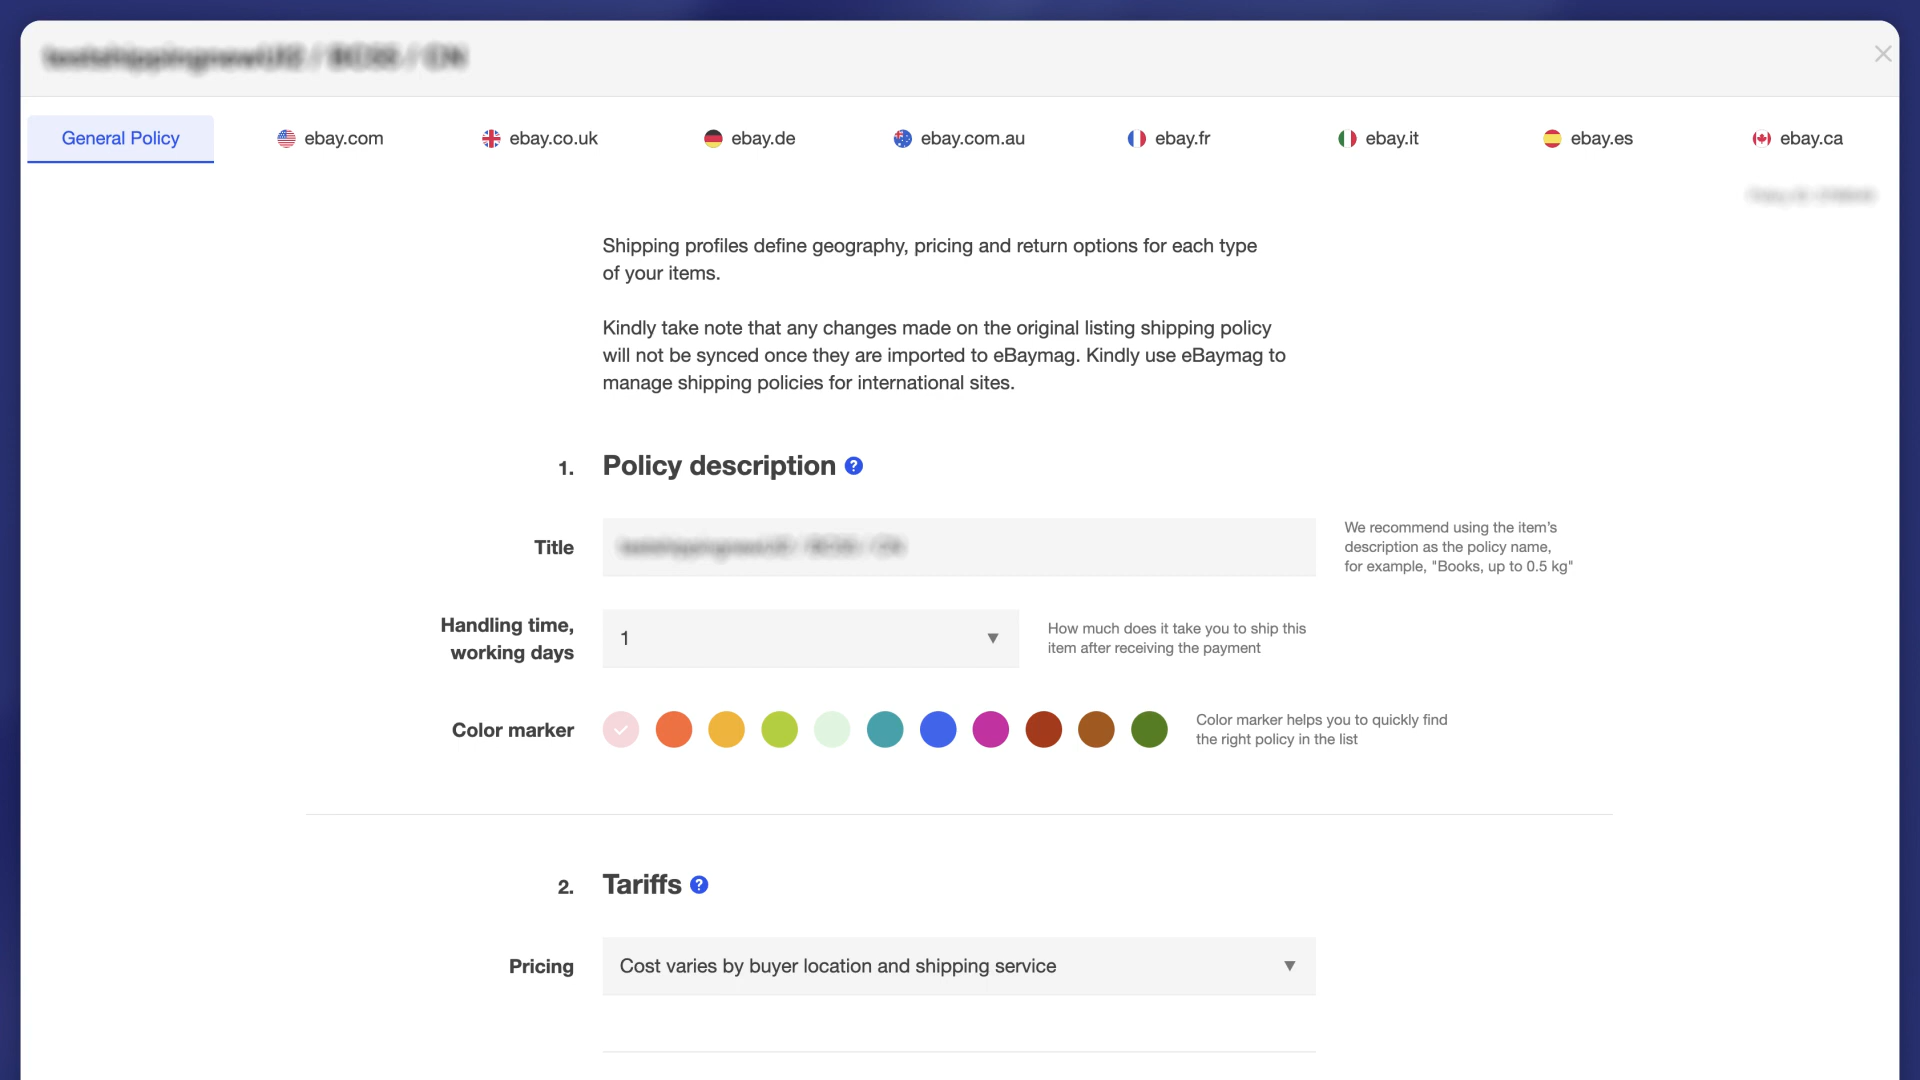 General Policy
ebay.com
ebay.co.uk
ebay.de
ebay.com.au
ebay.fr
ebay.it
ebay.es
ebay.ca
Shipping profiles define geography, pricing and return options for each type
of your items.
Kindly take note that any changes made on the original listing shipping policy
will not be synced once they are imported to eBaymag. Kindly use eBaymag to
manage shipping policies for international sites.
1. Policy description ?
Title
We recommend using the item's
description as the policy name,
for example, "Books, up to 0.5 kg"
Handling time,
working days
1
How much does it take you to ship this
item after receiving the payment
Color marker
Color marker helps you to quickly find
the right policy in the list
2. Tariffs ?
Pricing
Cost varies by buyer location and shipping service